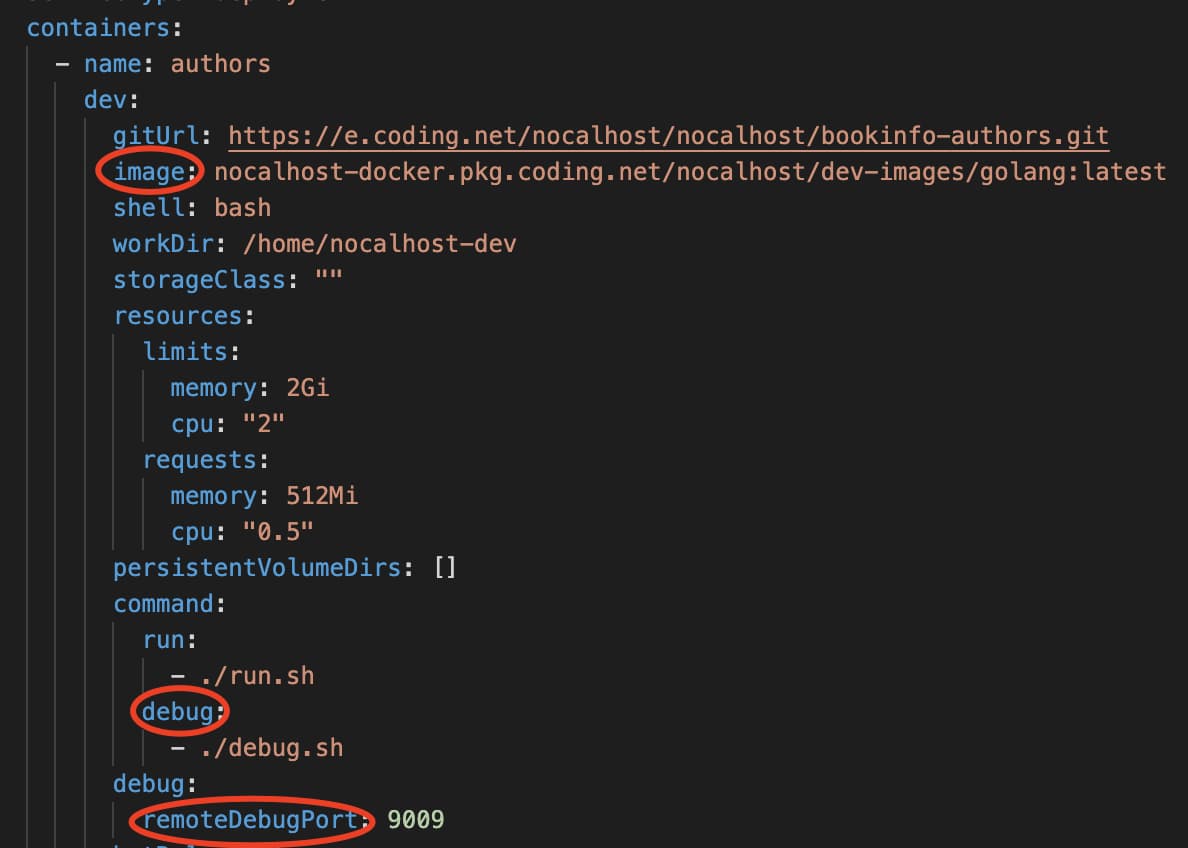 containers:
- name: authors
dev:
gitUrl: https://e.coding.net/nocalhost/nocalhost/bookinfo-authors.git
image: nocalhost-docker.pkg.coding.net/nocalhost/dev-images/golang:latest
shell: bash
workDir: /home/nocalhost-dev
storageClass: ""
resources:
limits:
memory: 2Gi
cpu: "2"
requests:
memory: 512Mi
cpu: "0.5"
persistentVolumeDirs: []
command:
run:
- ./run.sh
debug:
- ./debug.sh
debug:
remoteDebugPort: 9009